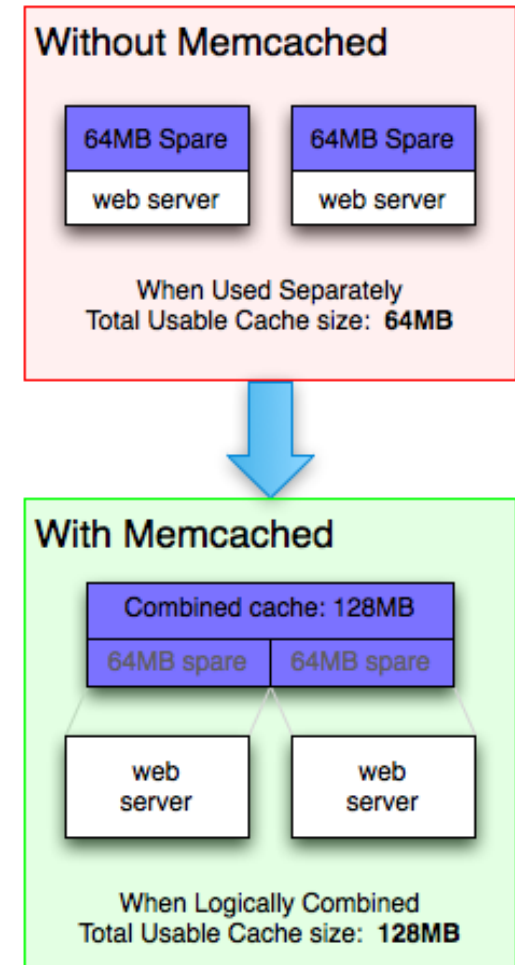 Without Memcached
64MB Spare 64MB Spare
web server web server
When Used Separately
Total Usable Cache size: 64MB
With Memcached
Combined cache: 128MB
64MB spare 64MB spare
web web
server server
When Logically Combined
Total Usable Cache size: 128MB